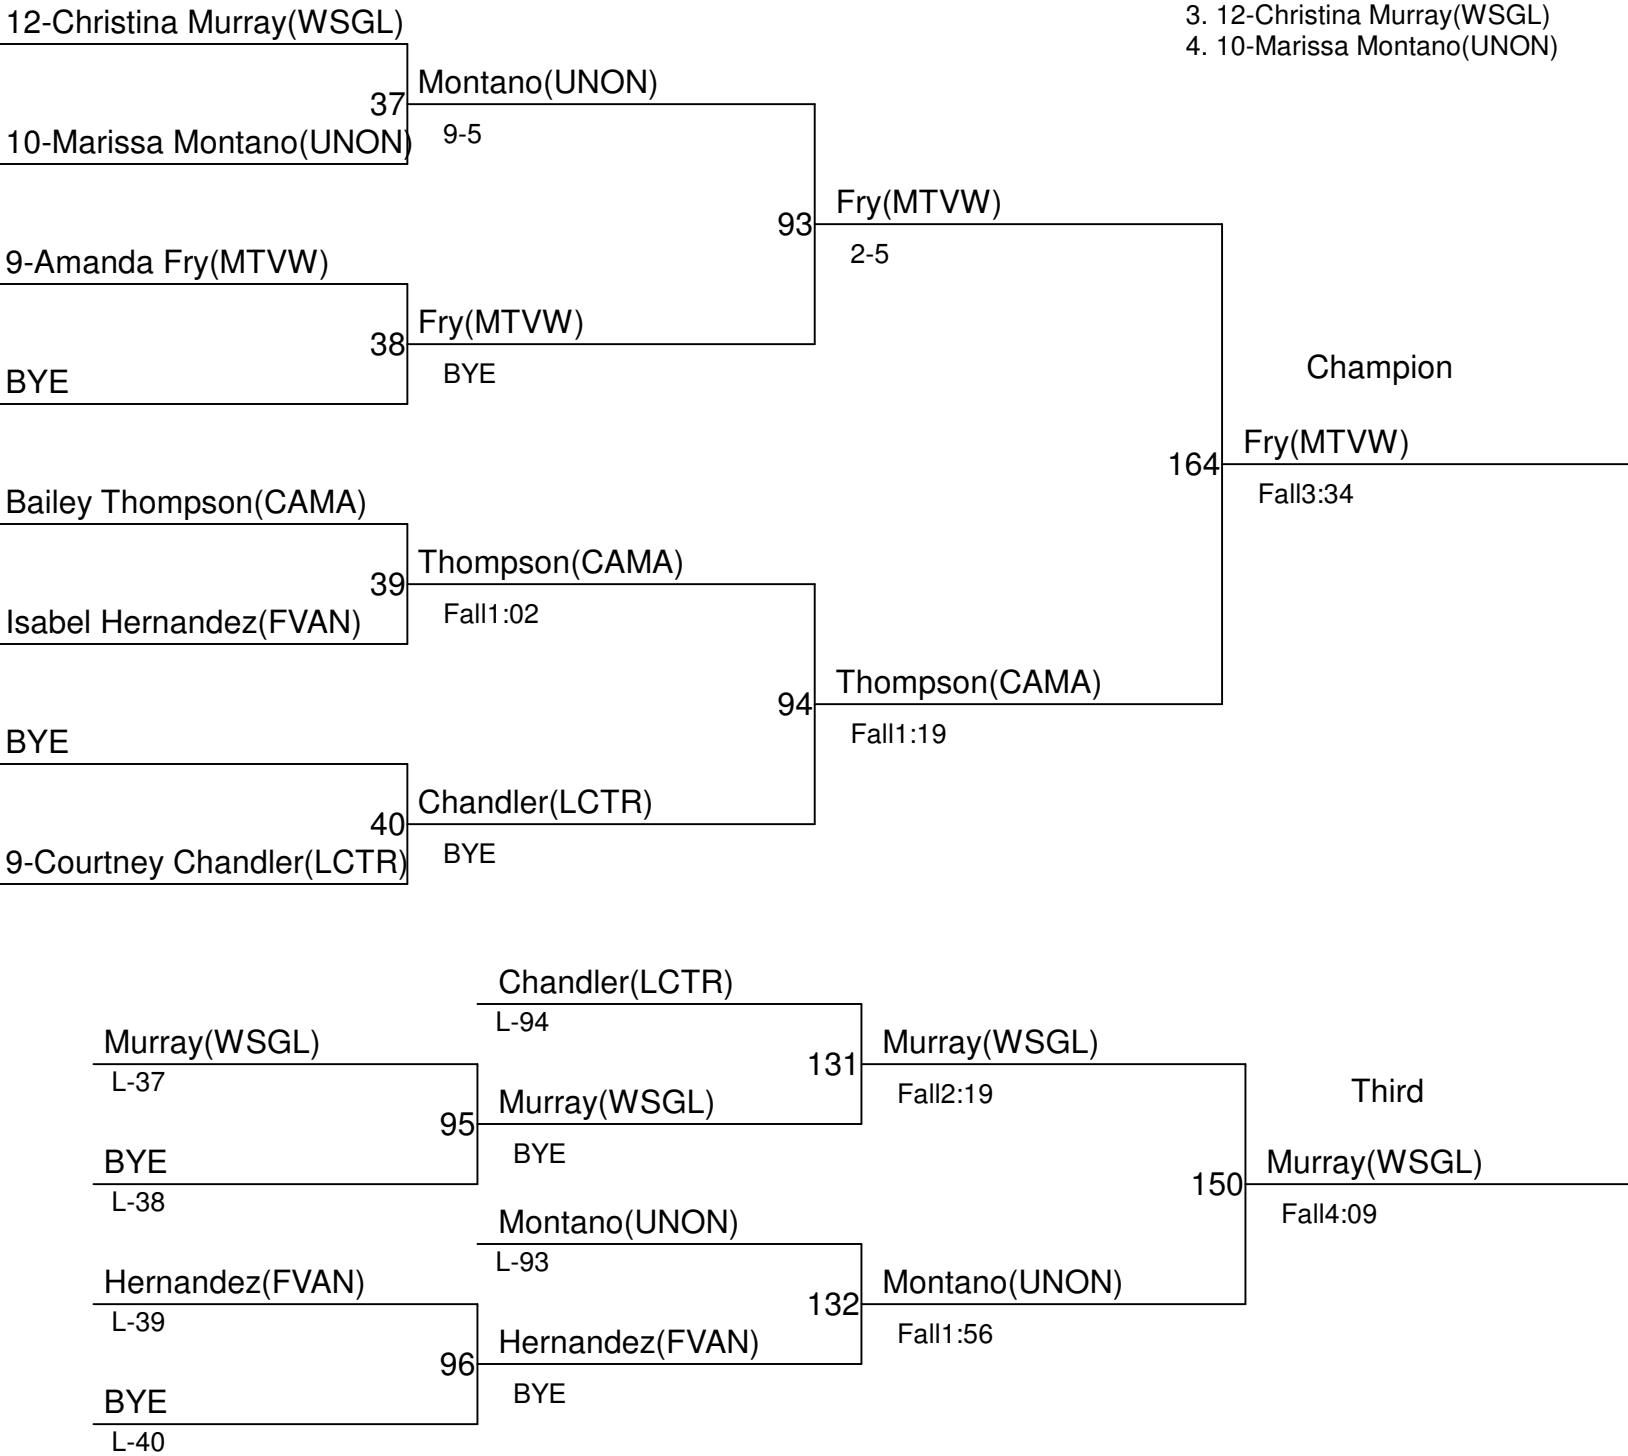 12-Christina Murray(WSGL)
3. 12-Christina Murray(WSGL)
4. 10-Marissa Montano(UNON)
37
Montano(UNON)
9-5
10-Marissa Montano(UNON)
93
Fry(MTVW)
2-5
9-Amanda Fry(MTVW)
38
Fry(MTVW)
BYE
BYE
Champion
164
Fry(MTVW)
Fall3:34
Bailey Thompson(CAMA)
39
Thompson(CAMA)
Fall1:02
Isabel Hernandez(FVAN)
94
Thompson(CAMA)
Fall1:19
BYE
40
Chandler(LCTR)
BYE
9-Courtney Chandler(LCTR)
Chandler(LCTR)
L-94
Murray(WSGL)
L-37
131
Murray(WSGL)
Fall2:19
95
Murray(WSGL)
BYE
BYE
L-38
Third
150
Murray(WSGL)
Fall4:09
Montano(UNON)
L-93
Hernandez(FVAN)
L-39
132
Montano(UNON)
Fall1:56
96
Hernandez(FVAN)
BYE
BYE
L-40